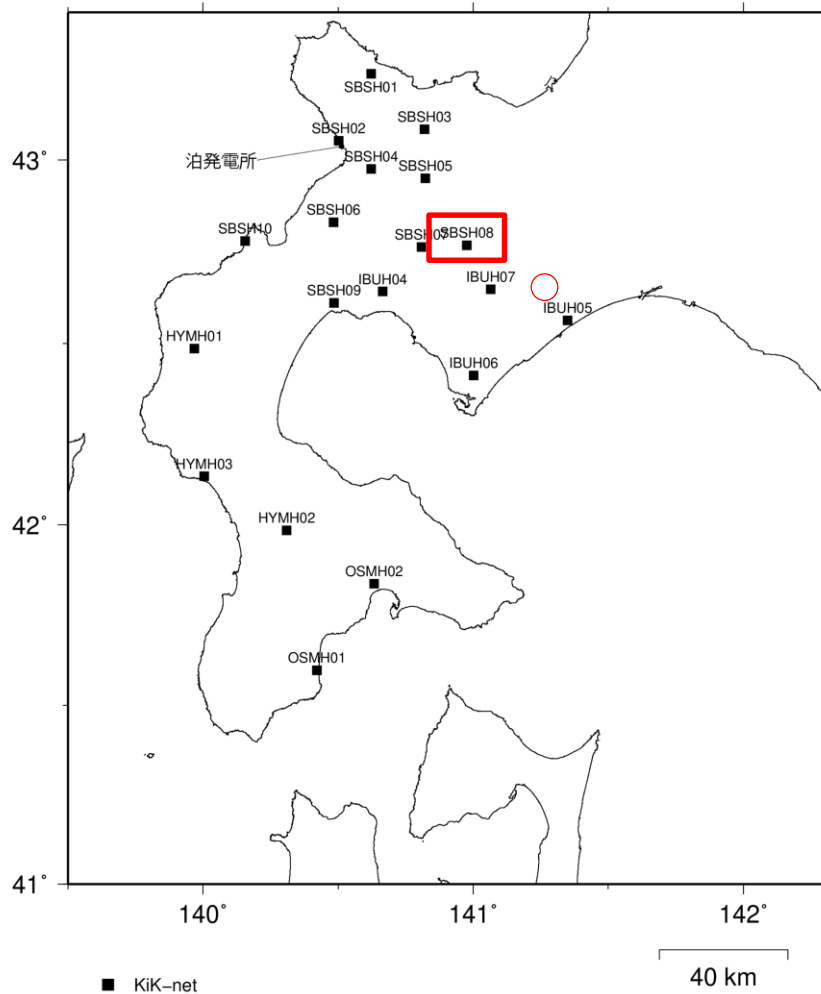 SBSH01
SBSH03
SBSH02
泊発電所
43°
SBSH04
SBSH05
SBSH06
SBSH10
SBSH07
SBSH08
IBUH04
IBUH07
SBSH09
IBUH05
HYMH01
IBUH06
HYMH03
42°
HYMH02
OSMH02
OSMH01
41°
140°
141°
142°
40 km
KiK−net